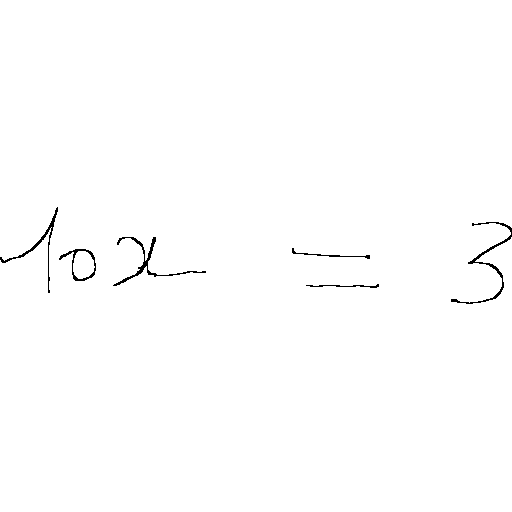 10x = 3